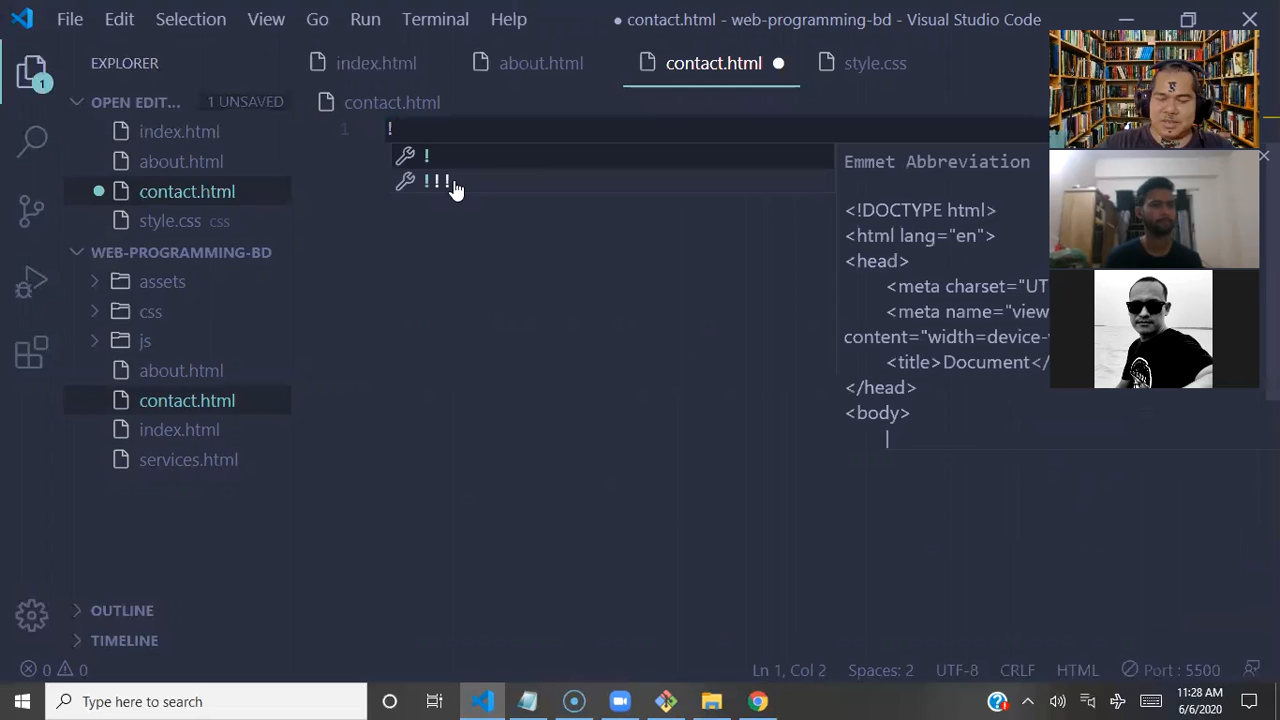 File Edit Selection View Go Run Terminal Help
● contact.html - web-programming-bd - Visual Studio Code
EXPLORER
OPEN EDIT... 1 UNSAVED
index.html
about.html
contact.html
style.css css
WEB-PROGRAMMING-BD
assets
css
js
about.html
contact.html
index.html
services.html
OUTLINE
TIMELINE
1
index.html about.html contact.html style.css
contact.html
1 !
!
!!!
Emmet Abbreviation
<!DOCTYPE html>
<html lang="en">
<head>
<meta charset="UT
<meta name="view
content="width=device-
<title>Document</
</head>
<body>
|
0 0
Ln 1, Col 2 Spaces: 2 UTF-8 CRLF HTML Port : 5500
Type here to search
11:28 AM
6/6/2020